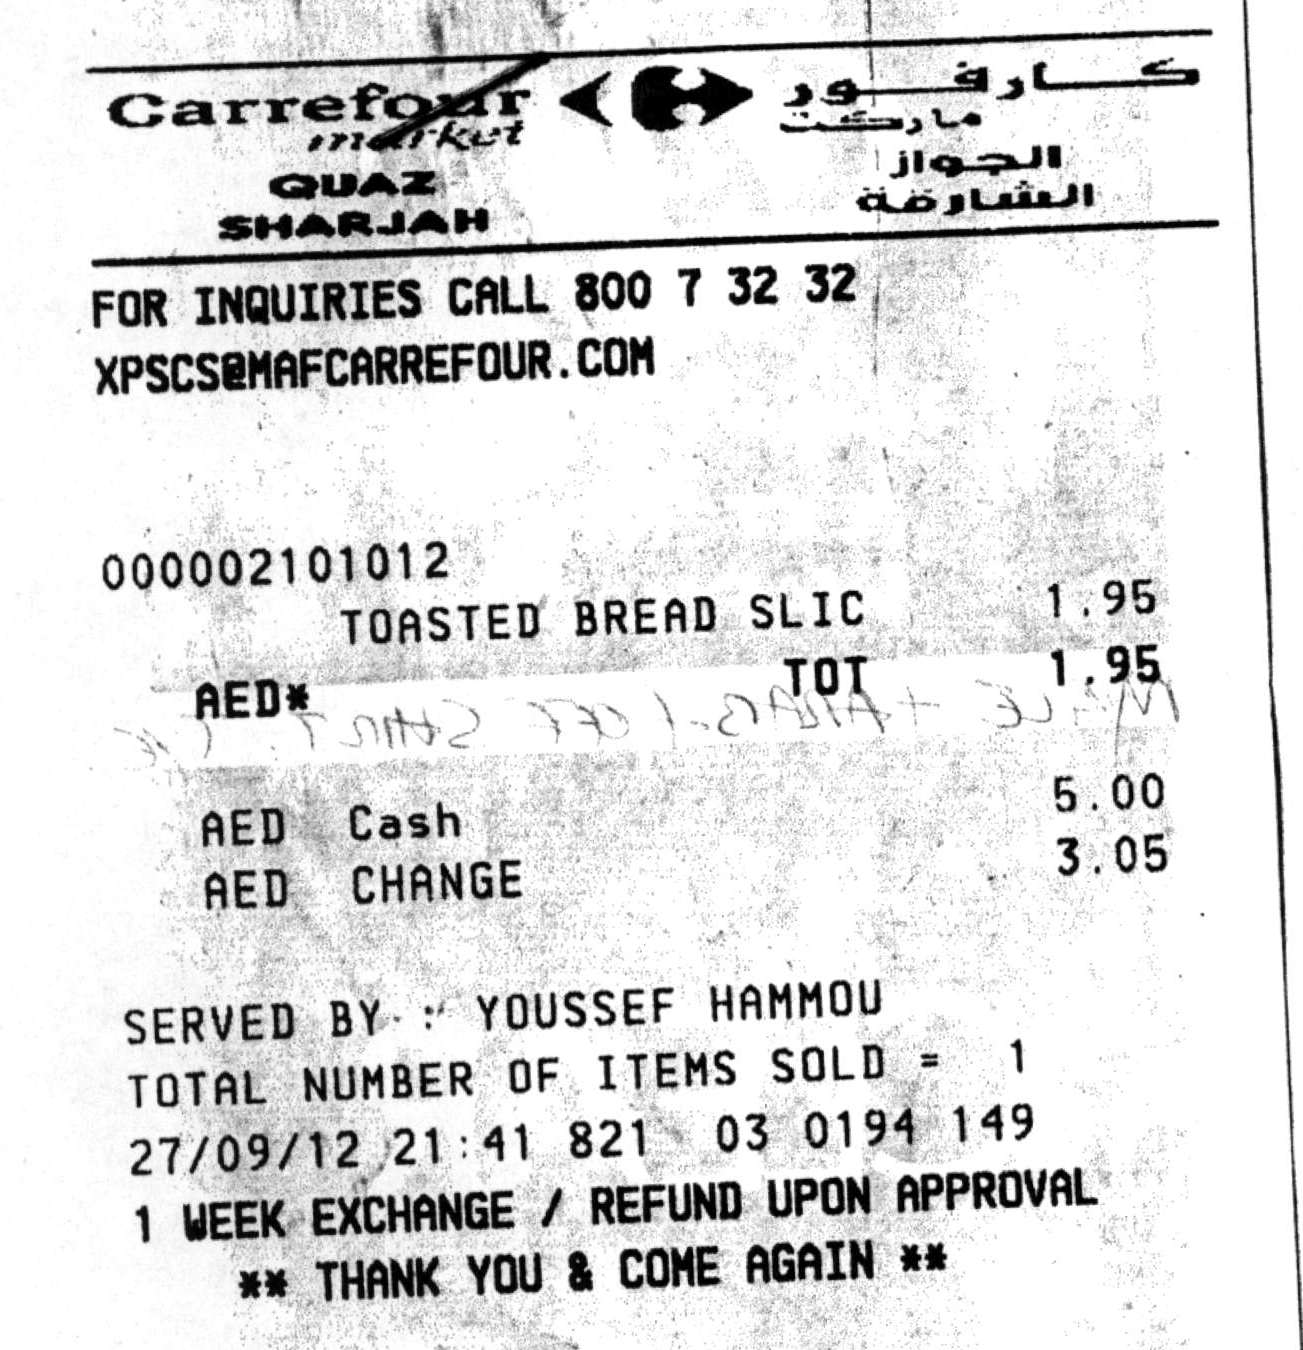 Carrefour
market
QUAZ
SHARJAH
كارفور
ماركت
الجواز
الشارقة
FOR INQUIRIES CALL 800 7 32 32
XPSCS@MAFCARREFOUR.COM
000002101012
TOASTED BREAD SLIC 1.95
AED* TOT 1.95
AED Cash 5.00
AED CHANGE 3.05
SERVED BY : YOUSSEF HAMMOU
TOTAL NUMBER OF ITEMS SOLD = 1
27/09/12 21:41 821 03 0194 149
1 WEEK EXCHANGE / REFUND UPON APPROVAL
** THANK YOU & COME AGAIN **